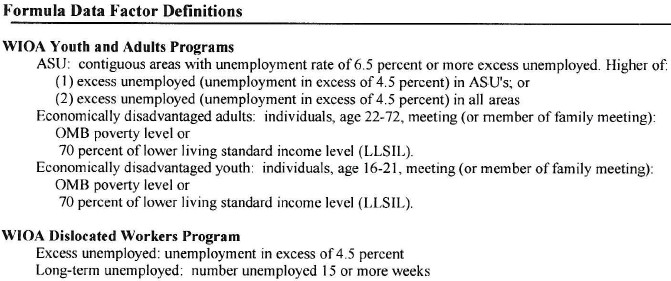 Formula Data Factor Definitions
WIOA Youth and Adults Programs
ASU: contiguous areas with unemployment rate of 6.5 percent or more excess unemployed. Higher of:
(1) excess unemployed (unemployment in excess of 4.5 percent) in ASU's; or
(2) excess unemployed (unemployment in excess of 4.5 percent) in all areas
Economically disadvantaged adults: individuals, age 22-72, meeting (or member of family meeting):
OMB poverty level or
70 percent of lower living standard income level (LLSIL).
Economically disadvantaged youth: individuals, age 16-21, meeting (or member of family meeting):
OMB poverty level or
70 percent of lower living standard income level (LLSIL).
WIOA Dislocated Workers Program
Excess unemployed: unemployment in excess of 4.5 percent
Long-term unemployed: number unemployed 15 or more weeks